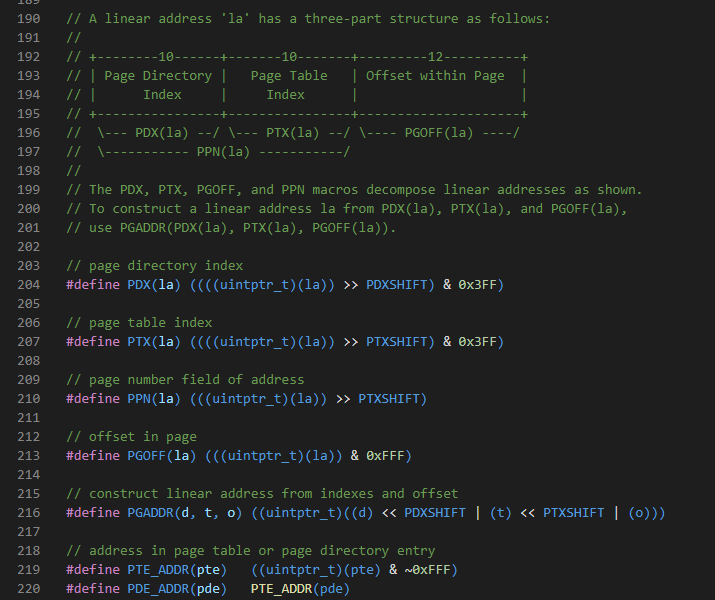 189
190 // A linear address 'la' has a three-part structure as follows:
191 //
192 // +--------10------+-------10-------+---------12----------+
193 // | Page Directory |   Page Table   | Offset within Page  |
194 // |      Index     |      Index     |                     |
195 // +----------------+----------------+---------------------+
196 //  \--- PDX(la) --/ \--- PTX(la) --/ \---- PGOFF(la) ----/
197 //  \----------- PPN(la) -----------/
198 //
199 // The PDX, PTX, PGOFF, and PPN macros decompose linear addresses as shown.
200 // To construct a linear address la from PDX(la), PTX(la), and PGOFF(la),
201 // use PGADDR(PDX(la), PTX(la), PGOFF(la)).
202
203 // page directory index
204 #define PDX(la) ((((uintptr_t)(la)) >> PDXSHIFT) & 0x3FF)
205
206 // page table index
207 #define PTX(la) ((((uintptr_t)(la)) >> PTXSHIFT) & 0x3FF)
208
209 // page number field of address
210 #define PPN(la) (((uintptr_t)(la)) >> PTXSHIFT)
211
212 // offset in page
213 #define PGOFF(la) (((uintptr_t)(la)) & 0xFFF)
214
215 // construct linear address from indexes and offset
216 #define PGADDR(d, t, o) ((uintptr_t)((d) << PDXSHIFT | (t) << PTXSHIFT | (o)))
217
218 // address in page table or page directory entry
219 #define PTE_ADDR(pte)   ((uintptr_t)(pte) & ~0xFFF)
220 #define PDE_ADDR(pde)   PTE_ADDR(pde)